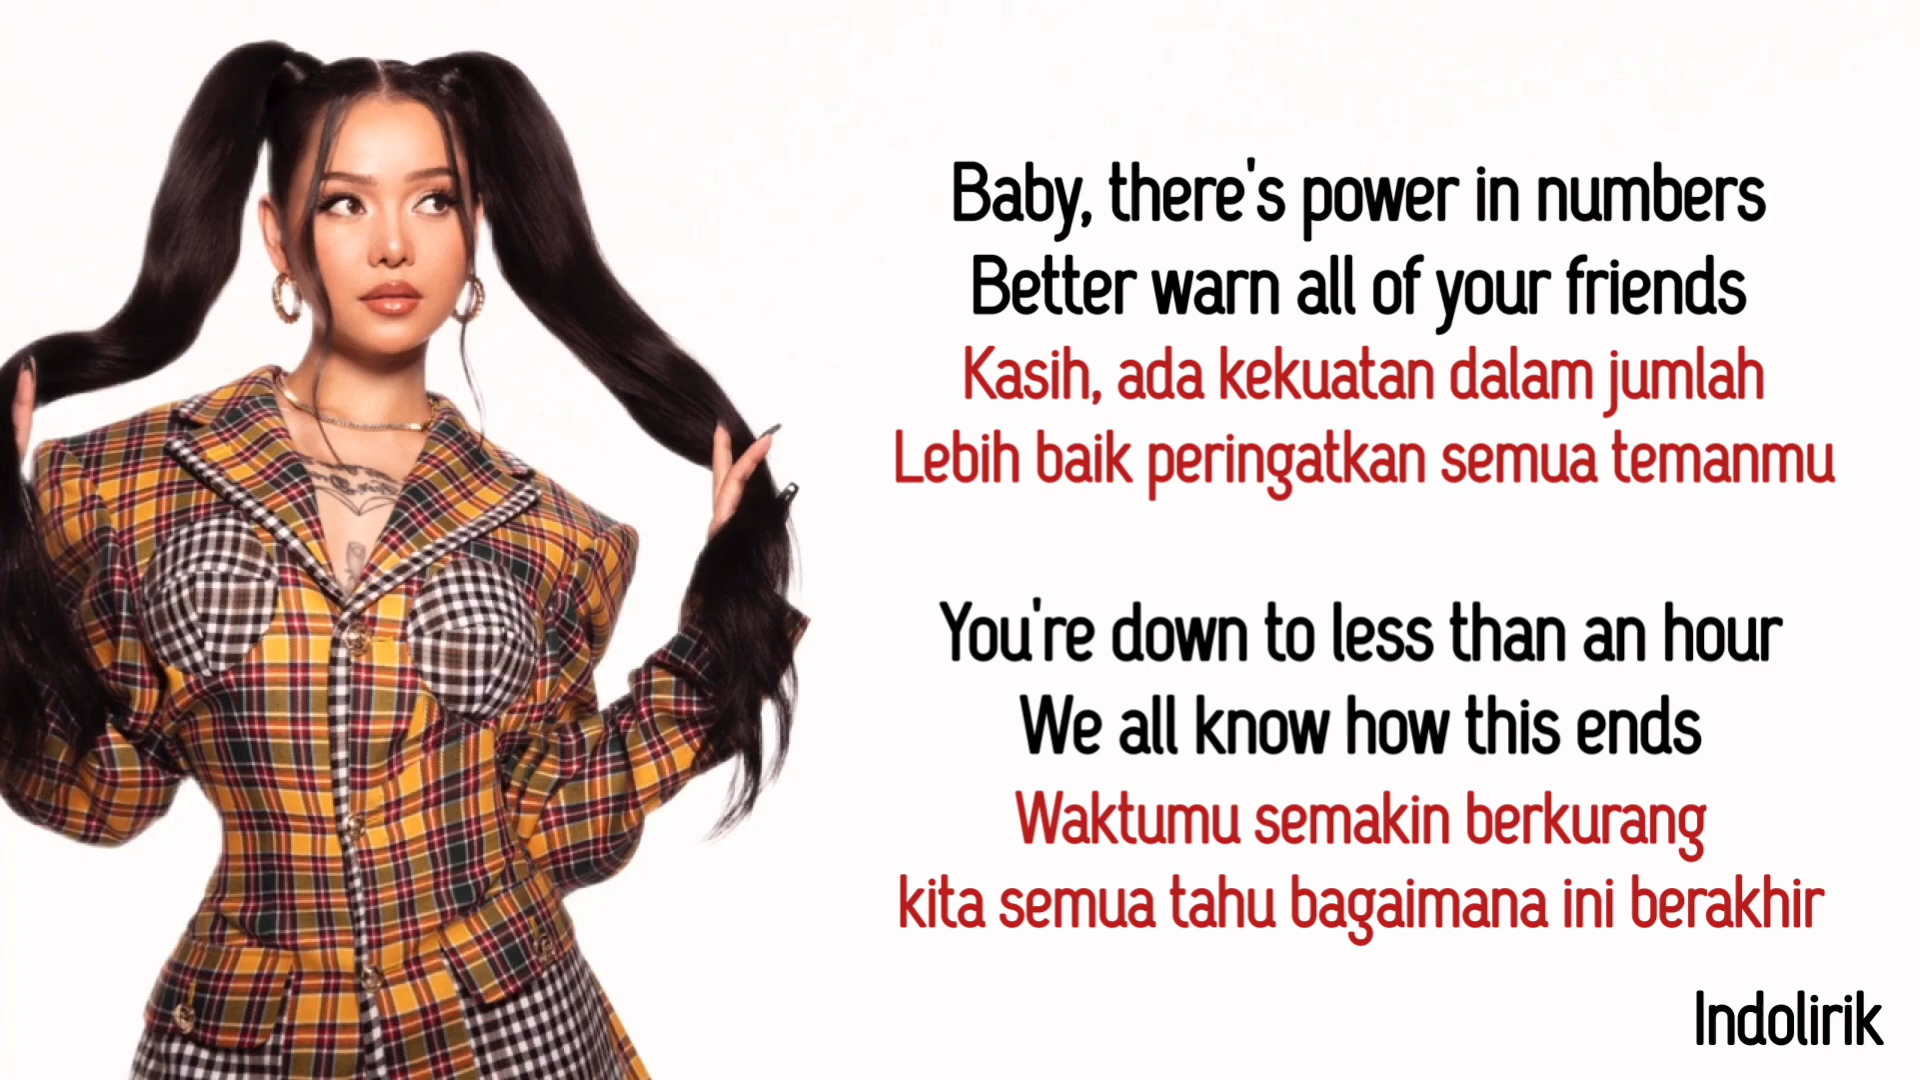 Baby, there's power in numbers
Better warn all of your friends
Kasih, ada kekuatan dalam jumlah
Lebih baik peringatkan semua temanmu
You're down to less than an hour
We all know how this ends
Waktumu semakin berkurang
kita semua tahu bagaimana ini berakhir
Indolirik